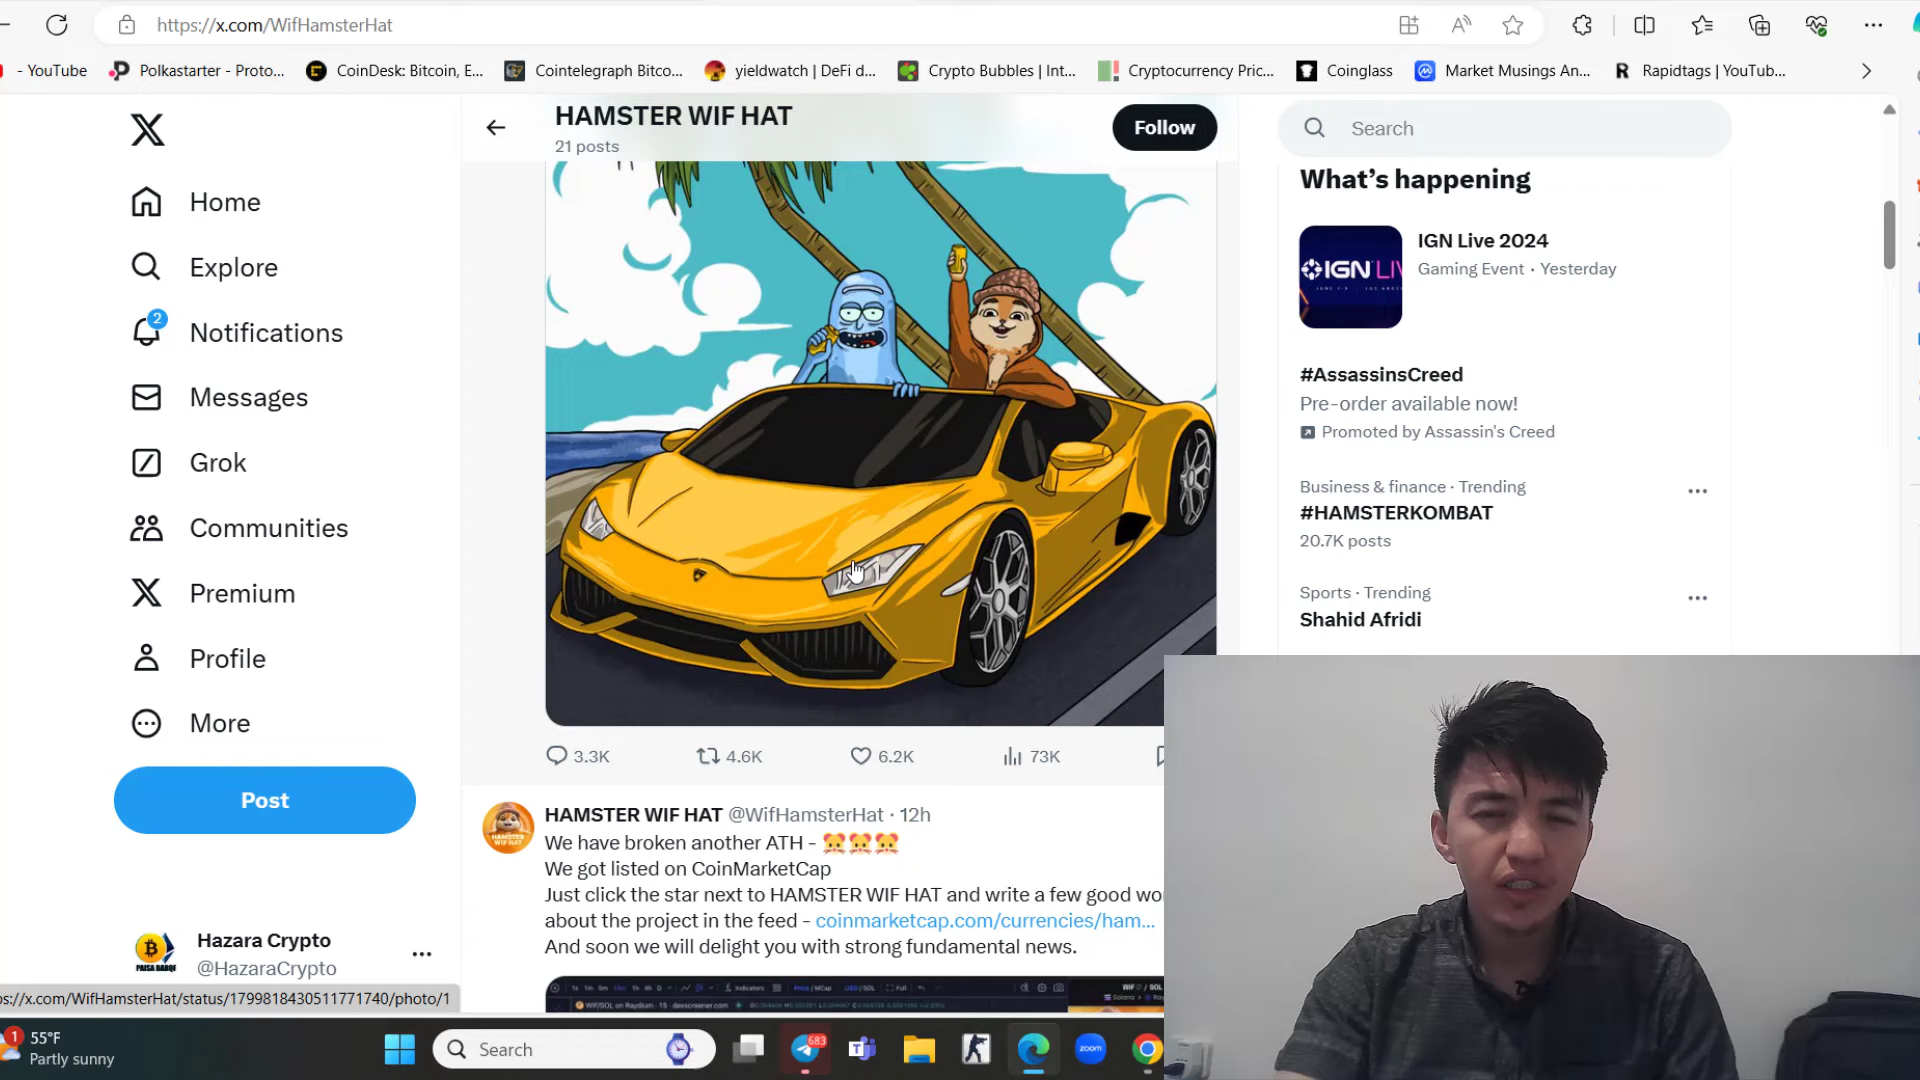 https://x.com/WifHamsterHat
- YouTube
Polkastarter - Proto...
CoinDesk: Bitcoin, E...
Cointelegraph Bitco...
yieldwatch | DeFi d...
Crypto Bubbles | Int...
Cryptocurrency Pric...
Coinglass
Market Musings An...
Rapidtags | YouTub...
HAMSTER WIF HAT
21 posts
Follow
Search
Home
Explore
2
Notifications
Messages
Grok
Communities
Premium
Profile
More
Post
Hazara Crypto
@HazaraCrypto
3.3K
4.6K
6.2K
73K
HAMSTER WIF HAT @WifHamsterHat · 12h
We have broken another ATH - 🐹🐹🐹
We got listed on CoinMarketCap
Just click the star next to HAMSTER WIF HAT and write a few good wo
about the project in the feed - coinmarketcap.com/currencies/ham...
And soon we will delight you with strong fundamental news.
What's happening
IGN Live 2024
Gaming Event · Yesterday
IGN LIV
#AssassinsCreed
Pre-order available now!
Promoted by Assassin's Creed
Business & finance · Trending
#HAMSTERKOMBAT
20.7K posts
Sports · Trending
Shahid Afridi
ps://x.com/WifHamsterHat/status/1799818430511771740/photo/1
1
55°F
Partly sunny
Search
683
zoom